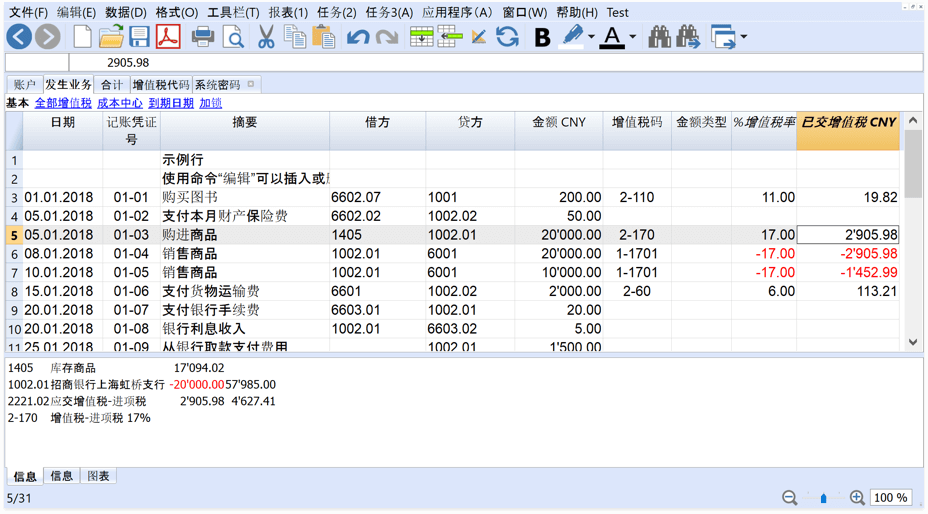 文件(F) 编辑(E) 数据(D) 格式(O) 工具栏(T) 报表(1) 任务(2) 任务3(A) 应用程序(A) 窗口(W) 帮助(H) Test
B A
2905.98
账户 发生业务 合计 增值税代码 系统密码
基本 全部增值税 成本中心 到期日期 加锁
日期 记账凭证号 摘要 借方 贷方 金额 CNY 增值税码 金额类型 %增值税率 已交增值税 CNY
1 示例行
2 使用命令“编辑”可以插入或
3 01.01.2018 01-01 购买图书 6602.07 1001 200.00 2-110 11.00 19.82
4 05.01.2018 01-02 支付本月财产保险费 6602.02 1002.02 50.00
5 05.01.2018 01-03 购进商品 1405 1002.01 20'000.00 2-170 17.00 2'905.98
6 08.01.2018 01-04 销售商品 1002.01 6001 20'000.00 1-1701 -17.00 -2'905.98
7 10.01.2018 01-05 销售商品 1002.01 6001 10'000.00 1-1701 -17.00 -1'452.99
8 15.01.2018 01-06 支付货物运输费 6601 1002.02 2'000.00 2-60 6.00 113.21
9 20.01.2018 01-07 支付银行手续费 6603.01 1002.01 20.00
10 20.01.2018 01-08 银行利息收入 1002.01 6603.02 5.00
11 25.01.2018 01-09 从银行取款支付费用 1002.01 1'500.00
1405 库存商品 17'094.02
1002.01 招商银行上海虹桥支行 -20'000.00 57'985.00
2221.02 应交增值税-进项税 2'905.98 4'627.41
2-170 增值税-进项税 17%
信息 信息 图表
5/31 100 %